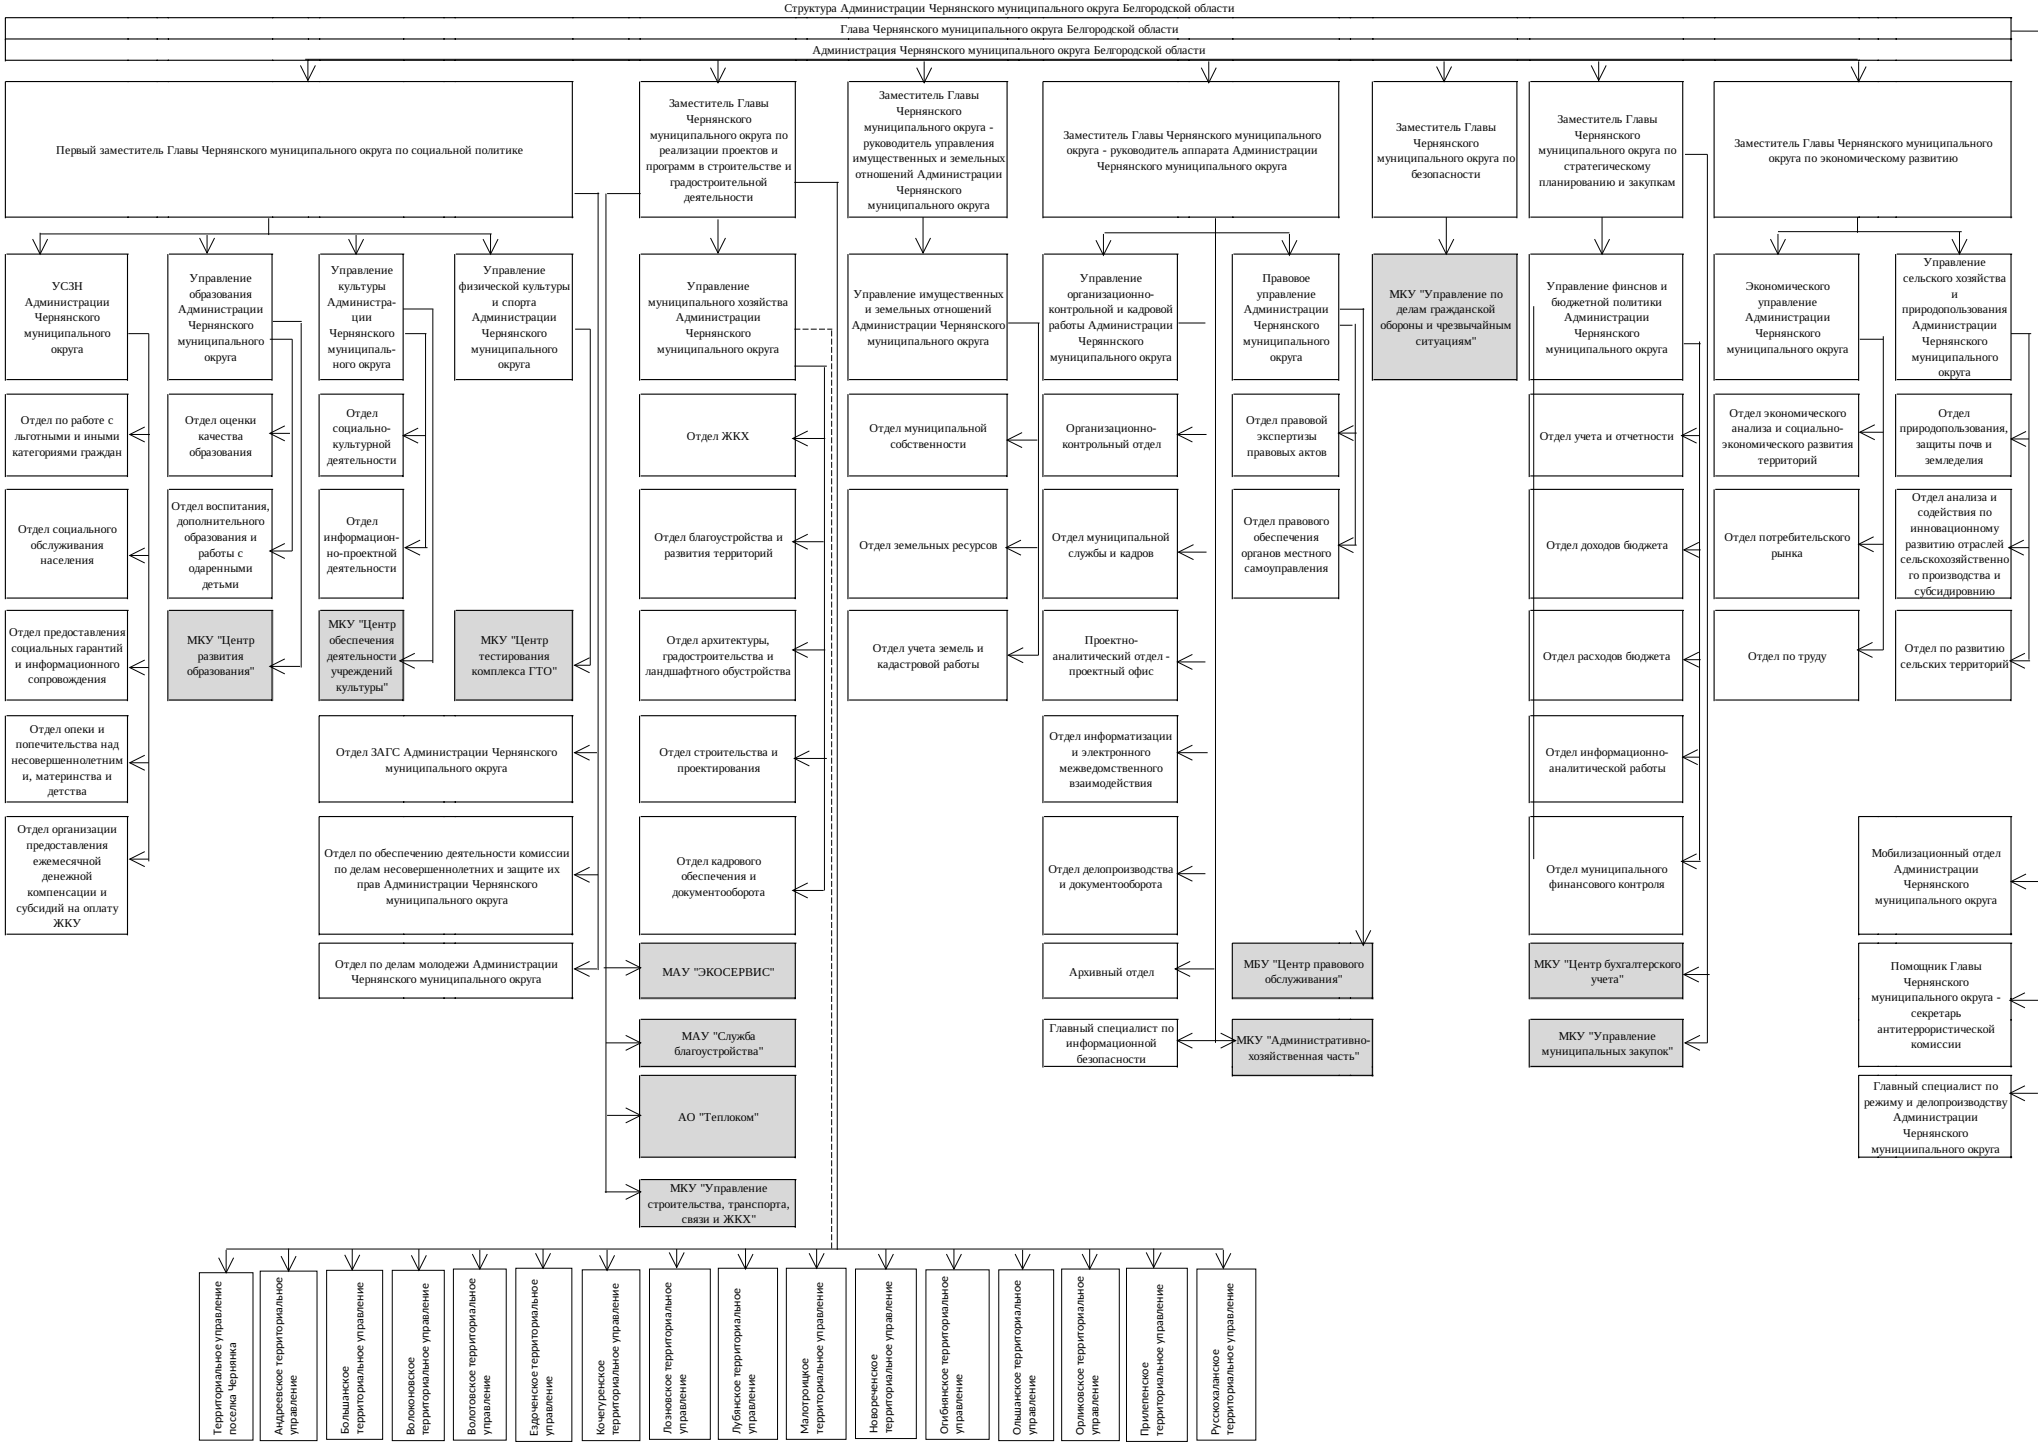 Структура Администрации Чернянского муниципального округа Белгородской области
Глава Чернянского муниципального округа Белгородской области
Администрация Чернянского муниципального округа Белгородской области
Первый заместитель Главы Чернянского муниципального округа по социальной политике
Заместитель Главы
Чернянского
муниципального округа по
реализации проектов и
программ в строительстве и
градостроительной
деятельности
Заместитель Главы
Чернянского
муниципального округа -
руководитель управления
имущественных и земельных
отношений Администрации
Чернянского
муниципального округа
Заместитель Главы Чернянского муниципального
округа - руководитель аппарата Администрации
Чернянского муниципального округа
Заместитель Главы
Чернянского
муниципального округа по
безопасности
Заместитель Главы
Чернянского
муниципального округа по
стратегическому
планированию и закупкам
Заместитель Главы Чернянского муниципального
округа по экономическому развитию
УСЗН
Администрации
Чернянского
муниципального
округа
Управление
образования
Администрации
Чернянского
муниципального
округа
Управление
культуры
Администра-
ции
Чернянского
муниципаль-
ного округа
Управление
физической культуры
и спорта
Администрации
Чернянского
муниципального
округа
Управление
муниципального хозяйства
Администрации
Чернянского
муниципального округа
Управление имущественных
и земельных отношений
Администрации Чернянского
муниципального округа
Управление
организационно-
контрольной и кадровой
работы Администрации
Черяннского
муниципального округа
Правовое
управление
Администрации
Чернянского
муниципального
округа
МКУ "Управление по
делам гражданской
обороны и чрезвычайным
ситуациям"
Управление финснов и
бюджетной политики
Администрации
Чернянского
муниципального округа
Экономического
управление
Администрации
Чернянского
муниципального округа
Управление
сельского хозяйства
и
природопользования
Администрации
Чернянского
муниципального
округа
Отдел по работе с
льготными и иными
категориями граждан
Отдел оценки
качества
образования
Отдел
социально-
культурной
деятельности
Отдел ЖКХ
Отдел муниципальной
собственности
Организационно-
контрольный отдел
Отдел правовой
экспертизы
правовых актов
Отдел учета и отчетности
Отдел экономического
анализа и социально-
экономического развития
территорий
Отдел
природопользования,
защиты почв и
земледелия
Отдел социального
обслуживания
населения
Отдел воспитания,
дополнительного
образования и
работы с
одаренными
детьми
Отдел
информацион-
но-проектной
деятельности
Отдел благоустройства и
развития территорий
Отдел земельных ресурсов
Отдел муниципальной
службы и кадров
Отдел правового
обеспечения
органов местного
самоуправления
Отдел доходов бюджета
Отдел потребительского
рынка
Отдел анализа и
содействия по
инновационному
развитию отраслей
сельскохозяйственно
го производства и
субсидировнию
Отдел предоставления
социальных гарантий
и информационного
сопровождения
МКУ "Центр
развития
образования"
МКУ "Центр
обеспечения
деятельности
учреждений
культуры"
МКУ "Центр
тестирования
комплекса ГТО"
Отдел архитектуры,
градостроительства и
ландшафтного обустройства
Отдел учета земель и
кадастровой работы
Проектно-
аналитический отдел -
проектный офис
Отдел расходов бюджета
Отдел по труду
Отдел по развитию
сельских территорий
Отдел опеки и
попечительства над
несовершеннолетним
и, материнства и
детства
Отдел ЗАГС Администрации Чернянского
муниципального округа
Отдел строительства и
проектирования
Отдел информатизации
и электронного
межведомственного
взаимодействия
Отдел информационно-
аналитической работы
Отдел организации
предоставления
ежемесячной
денежной
компенсации и
субсидий на оплату
ЖКУ
Отдел по обеспечению деятельности комиссии
по делам несовершеннолетних и защите их
прав Администрации Чернянского
муниципального округа
Отдел кадрового
обеспечения и
документооборота
Отдел делопроизводства
и документооборота
Отдел муниципального
финансового контроля
Мобилизационный отдел
Администрации
Чернянского
муниципального округа
Отдел по делам молодежи Администрации
Чернянского муниципального округа
МАУ "ЭКОСЕРВИС"
Архивный отдел
МБУ "Центр правового
обслуживания"
МКУ "Центр бухгалтерского
учета"
Помощник Главы
Чернянского
муниципального округа -
секретарь
антитеррористической
комиссии
МАУ "Служба
благоустройства"
Главный специалист по
информационной
безопасности
МКУ "Административно-
хозяйственная часть"
МКУ "Управление
муниципальных закупок"
АО "Теплоком"
Главный специалист по
режиму и делопроизводству
Администрации
Чернянского
мунициипального округа
МКУ "Управление
строительства, транспорта,
связи и ЖКХ"
Территориальное управление
поселка Чернянка
Андреевское территориальное
управление
Большанское
территориальное управление
Волоконовское
территориальное управление
Волотовское территориальное
управление
Ездоченское территориальное
управление
Кочегуренское
территориальное управление
Лозновское территориальное
управление
Лубянское территориальное
управление
Малотроицкое
территориальное управление
Новореченское
территориальное управление
Огибнянское территориальное
управление
Ольшанское территориальное
управление
Орликовское территориальное
управление
Прилепенское
территориальное управление
Русскохаланское
территориальное управление